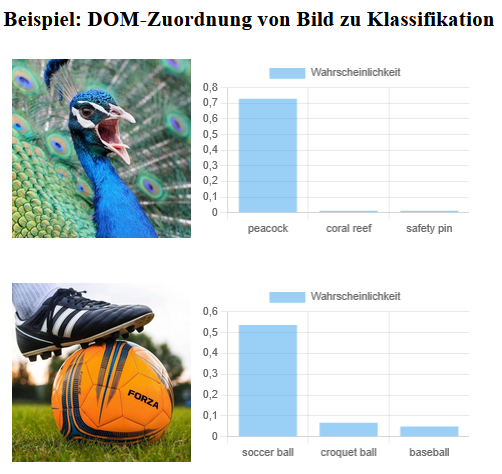 Beispiel: DOM-Zuordnung von Bild zu Klassifikation
Wahrscheinlichkeit
0,8
0,7
0,6
0,5
0,4
0,3
0,2
0,1
0
peacock coral reef safety pin
Wahrscheinlichkeit
0,6
0,5
0,4
0,3
0,2
0,1
0
soccer ball croquet ball baseball
FORZA